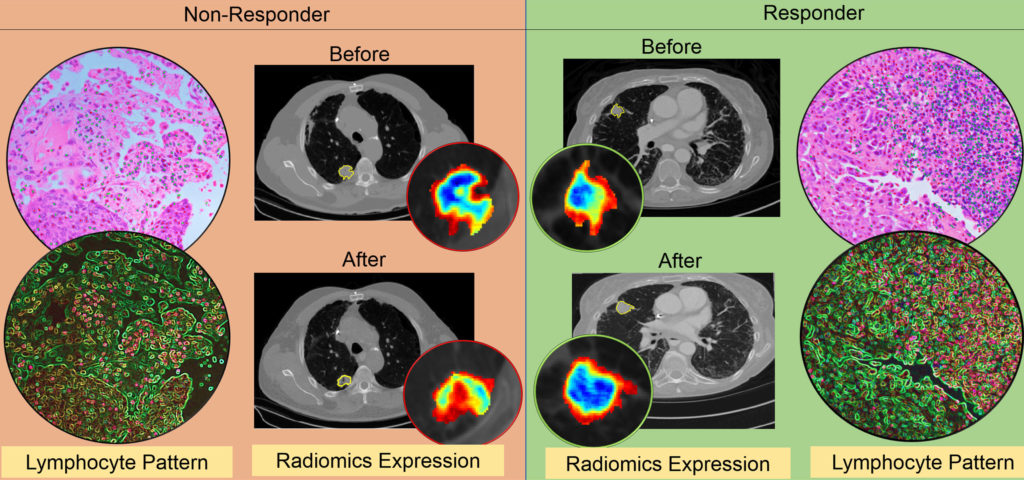 Non-Responder
Before
After
Lymphocyte Pattern
Radiomics Expression
Responder
Before
After
Radiomics Expression
Lymphocyte Pattern